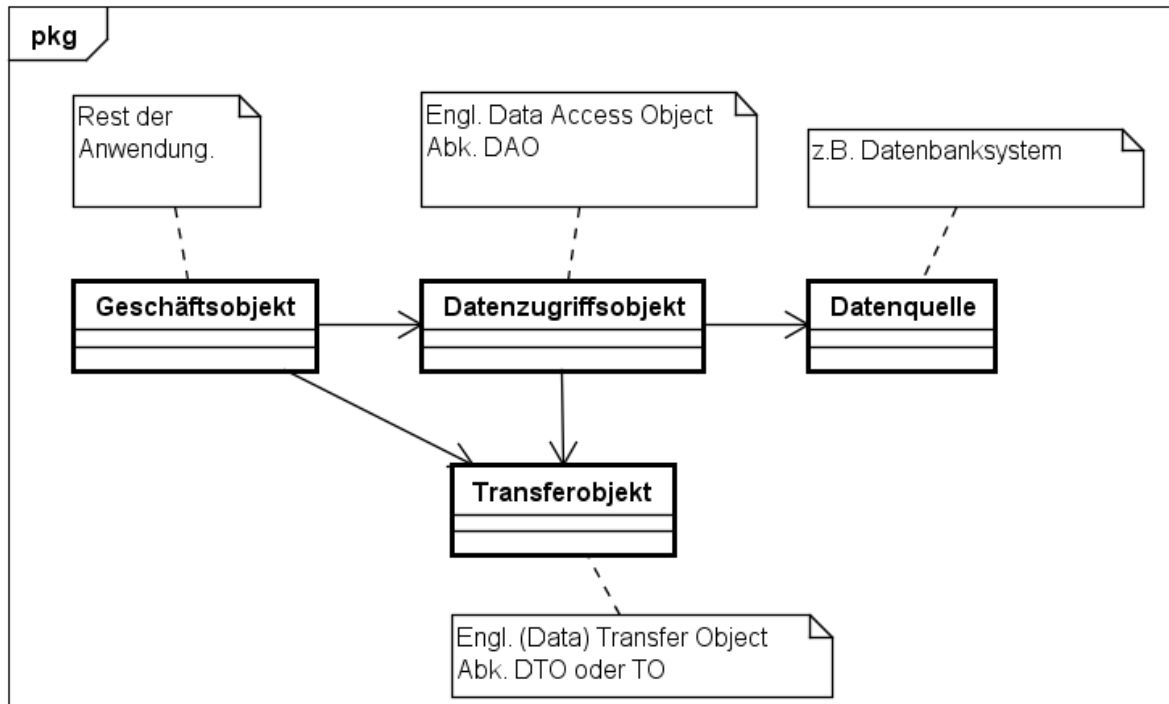 pkg
Rest der
Anwendung.
Engl. Data Access Object
Abk. DAO
z.B. Datenbanksystem
Geschäftsobjekt
Datenzugriffsobjekt
Datenquelle
Transferobjekt
Engl. (Data) Transfer Object
Abk. DTO oder TO